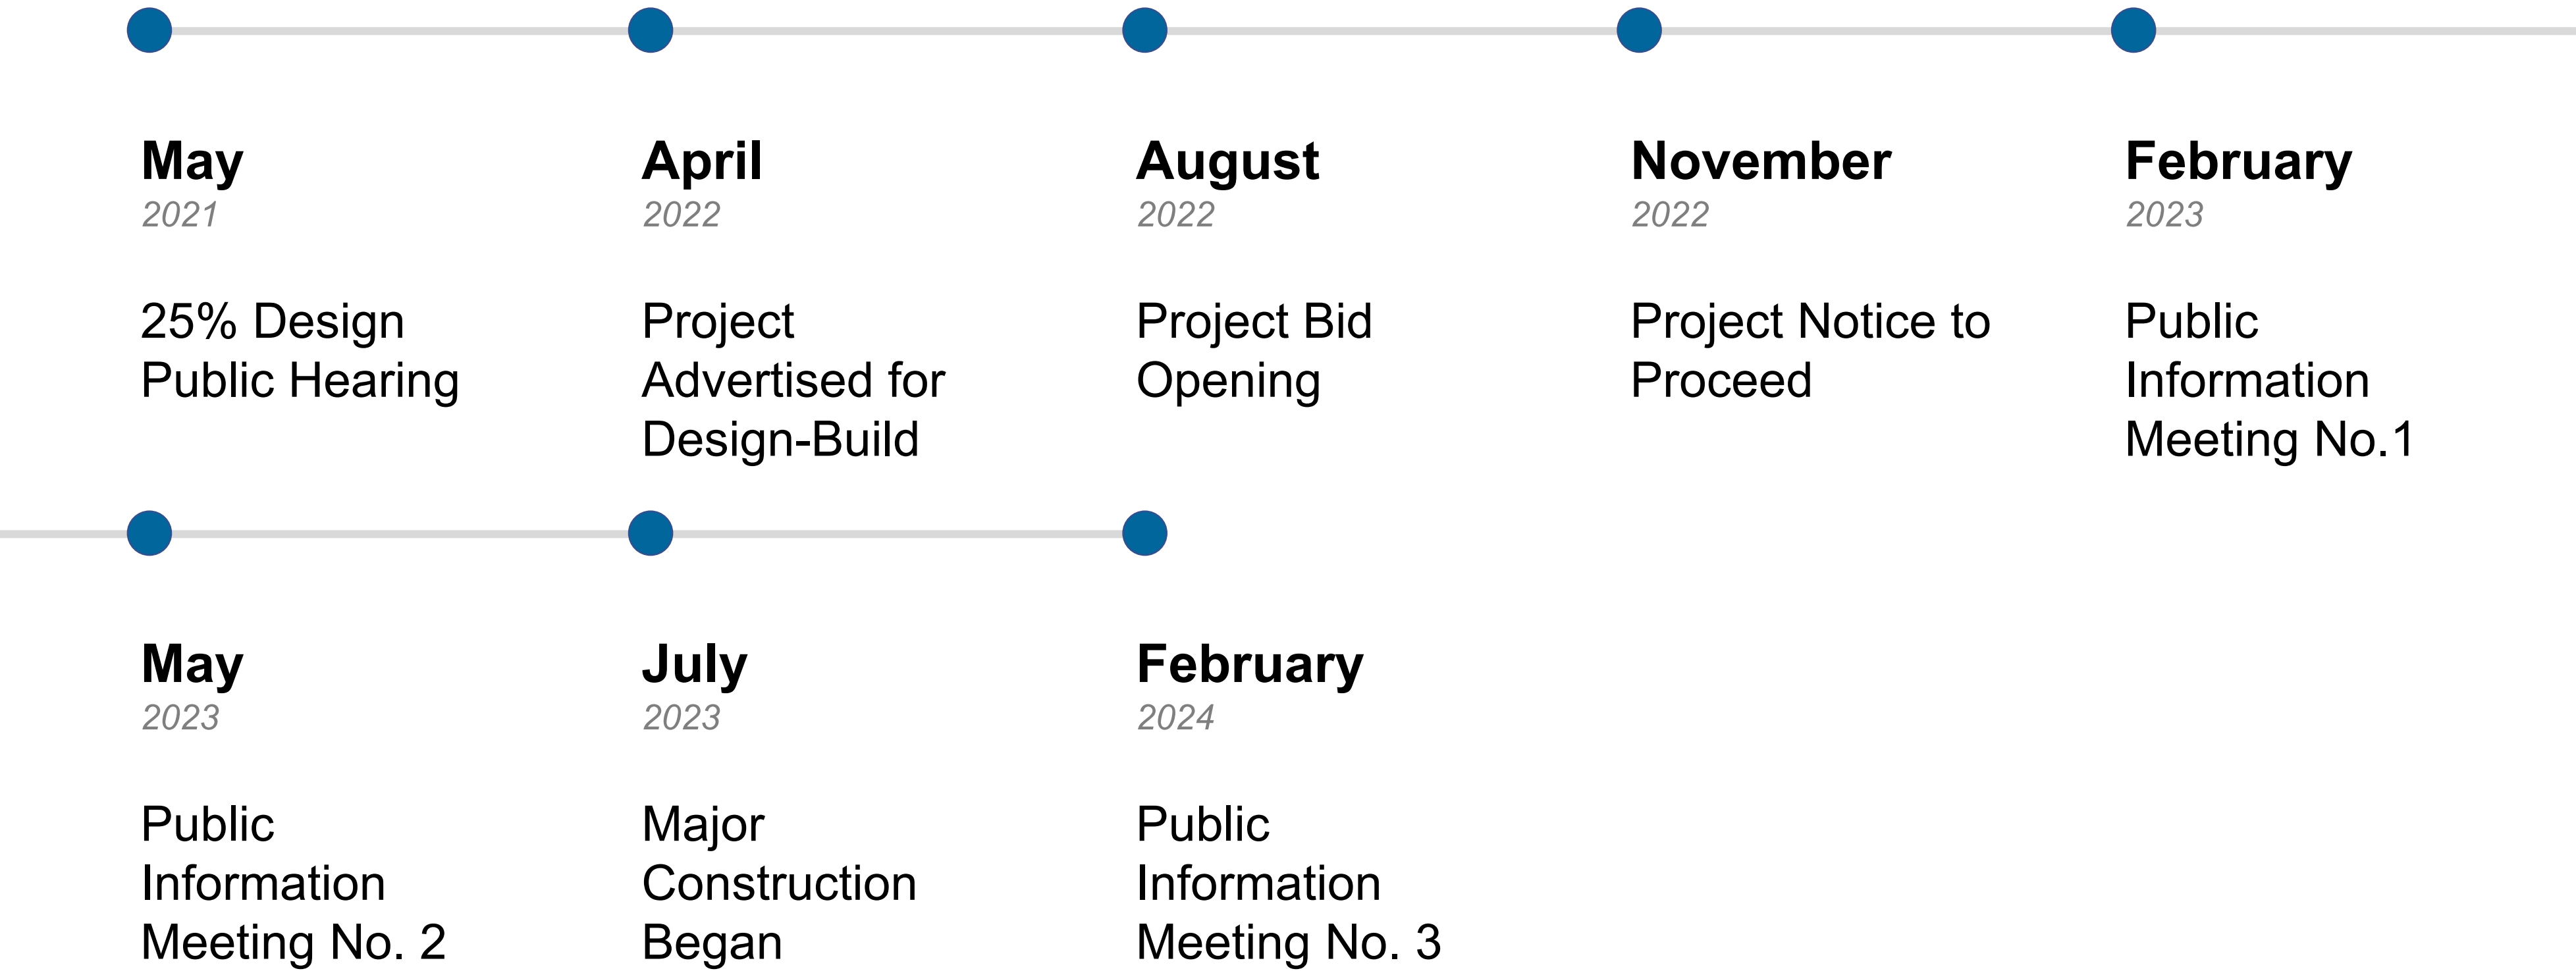 May
2021
25% Design
Public Hearing
April
2022
Project
Advertised for
Design-Build
August
2022
Project Bid
Opening
November
2022
Project Notice to
Proceed
February
2023
Public
Information
Meeting No.1
May
2023
Public
Information
Meeting No. 2
July
2023
Major
Construction
Began
February
2024
Public
Information
Meeting No. 3